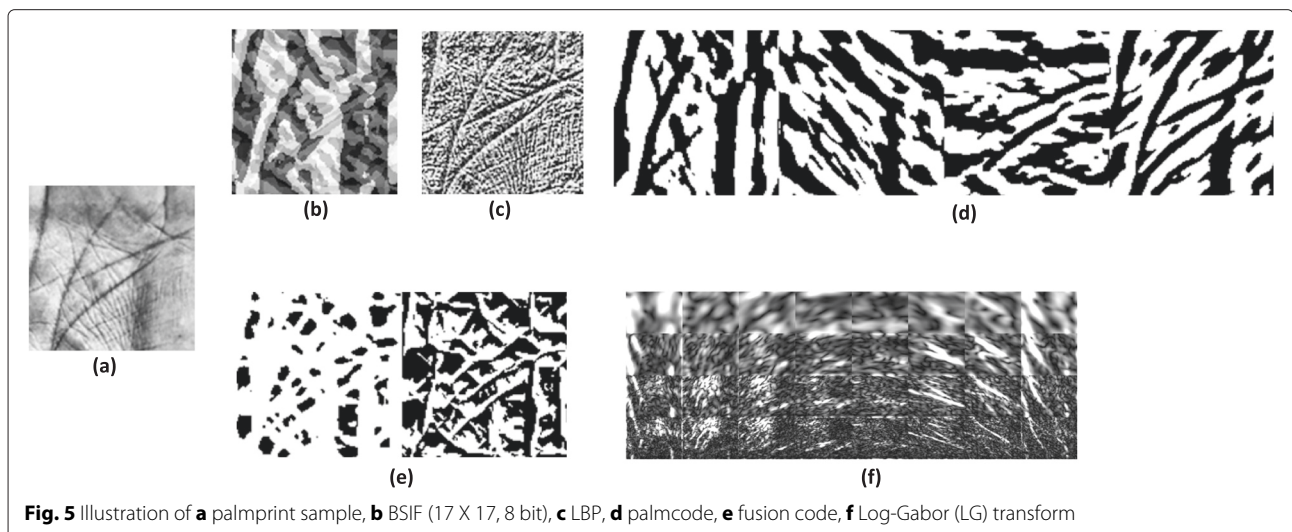 (b)
(c)
(d)
(a)
(e)
(f)
Fig. 5 Illustration of a palmprint sample, b BSIF (17 X 17, 8 bit), c LBP, d palmcode, e fusion code, f Log-Gabor (LG) transform